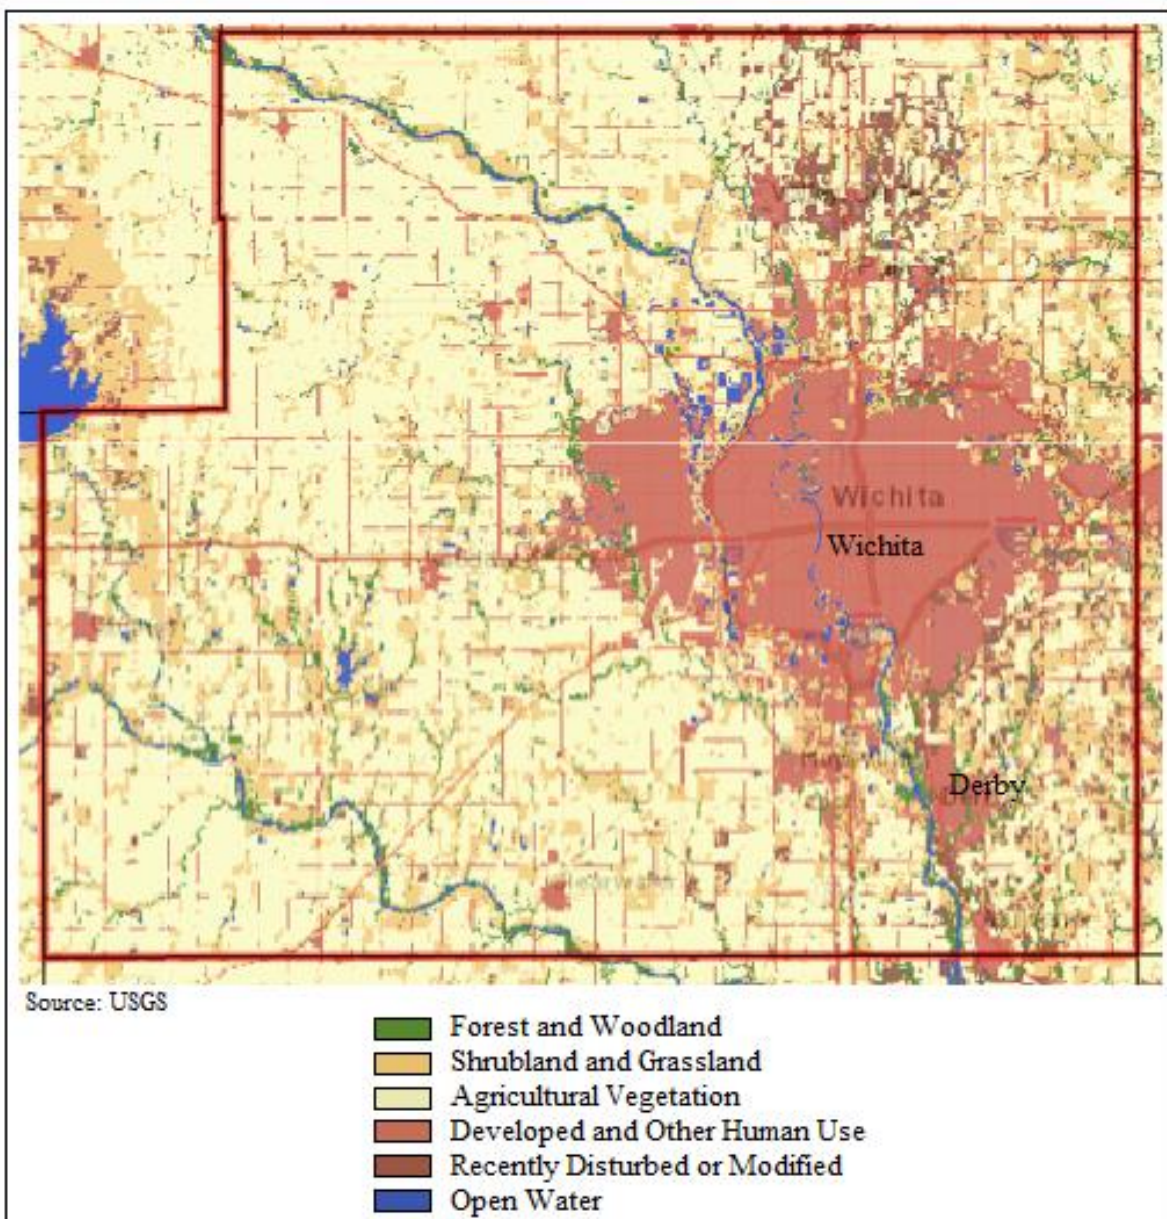 Wichita
Wichita
Derby
Source: USGS
Forest and Woodland
Shrubland and Grassland
Agricultural Vegetation
Developed and Other Human Use
Recently Disturbed or Modified
Open Water